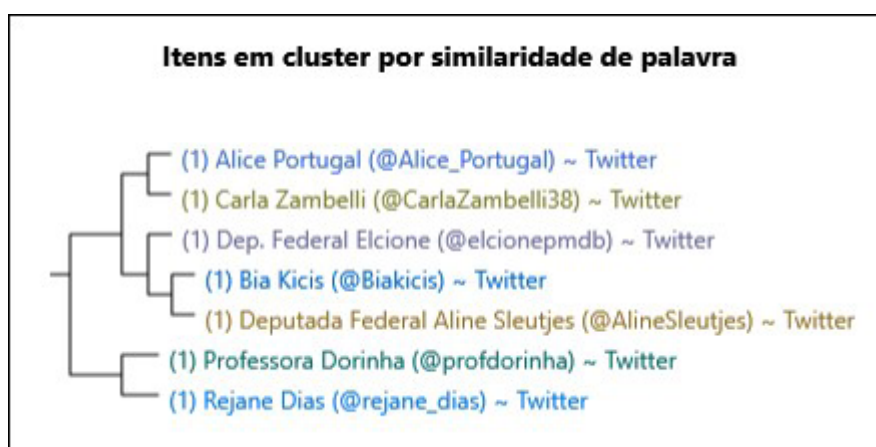 Itens em cluster por similaridade de palavra
(1) Alice Portugal (@Alice_Portugal) ~ Twitter
(1) Carla Zambelli (@CarlaZambelli38) ~ Twitter
(1) Dep. Federal Elcione (@elcionepmdb) ~ Twitter
(1) Bia Kicis (@Biakicis) ~ Twitter
(1) Deputada Federal Aline Sleutjes (@AlineSleutjes) ~ Twitter
(1) Professora Dorinha (@profdorinha) ~ Twitter
(1) Rejane Dias (@rejane_dias) ~ Twitter